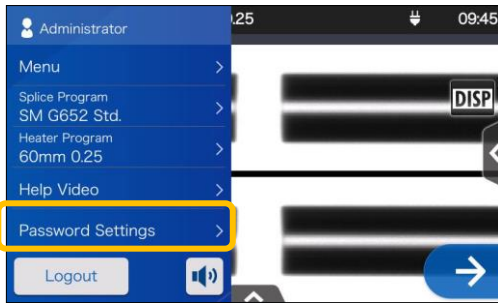 Administrator
.25
09:45
Menu
Splice Program
SM G652 Std.
DISP
Heater Program
60mm 0.25
Help Video
Password Settings
Logout